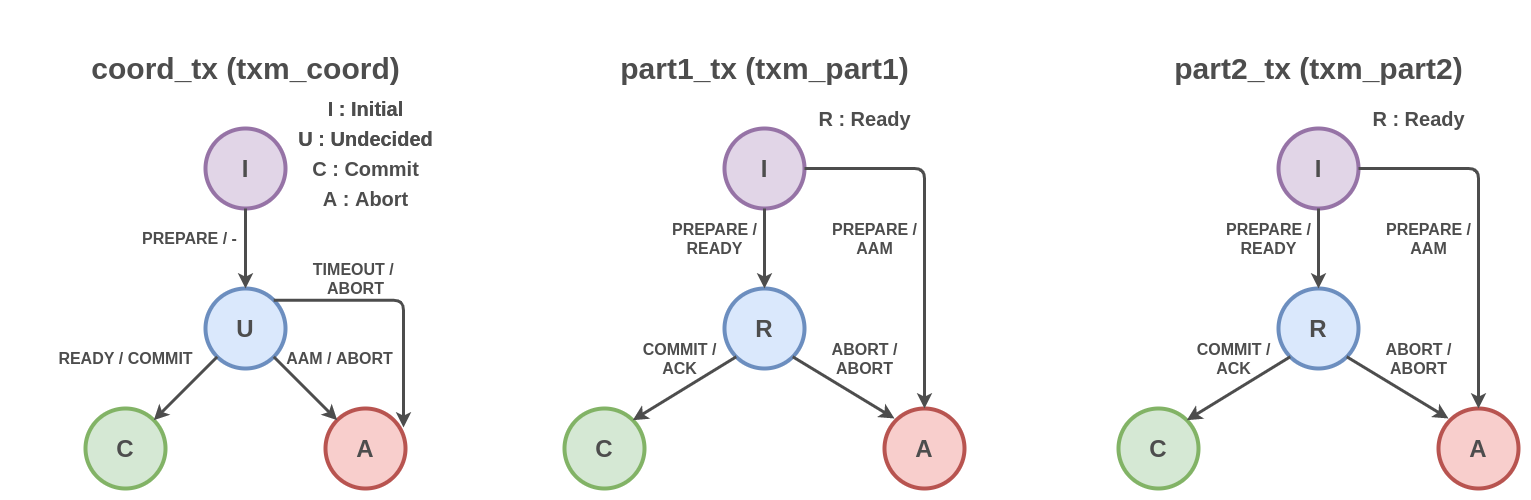 coord_tx (txm_coord)
I : Initial
U : Undecided
C : Commit
A : Abort
I
PREPARE / -
TIMEOUT /
ABORT
U
READY / COMMIT
AAM / ABORT
C
A
part1_tx (txm_part1)
R : Ready
I
PREPARE /
READY
PREPARE /
AAM
R
COMMIT /
ACK
ABORT /
ABORT
C
A
part2_tx (txm_part2)
R : Ready
I
PREPARE /
READY
PREPARE /
AAM
R
COMMIT /
ACK
ABORT /
ABORT
C
A